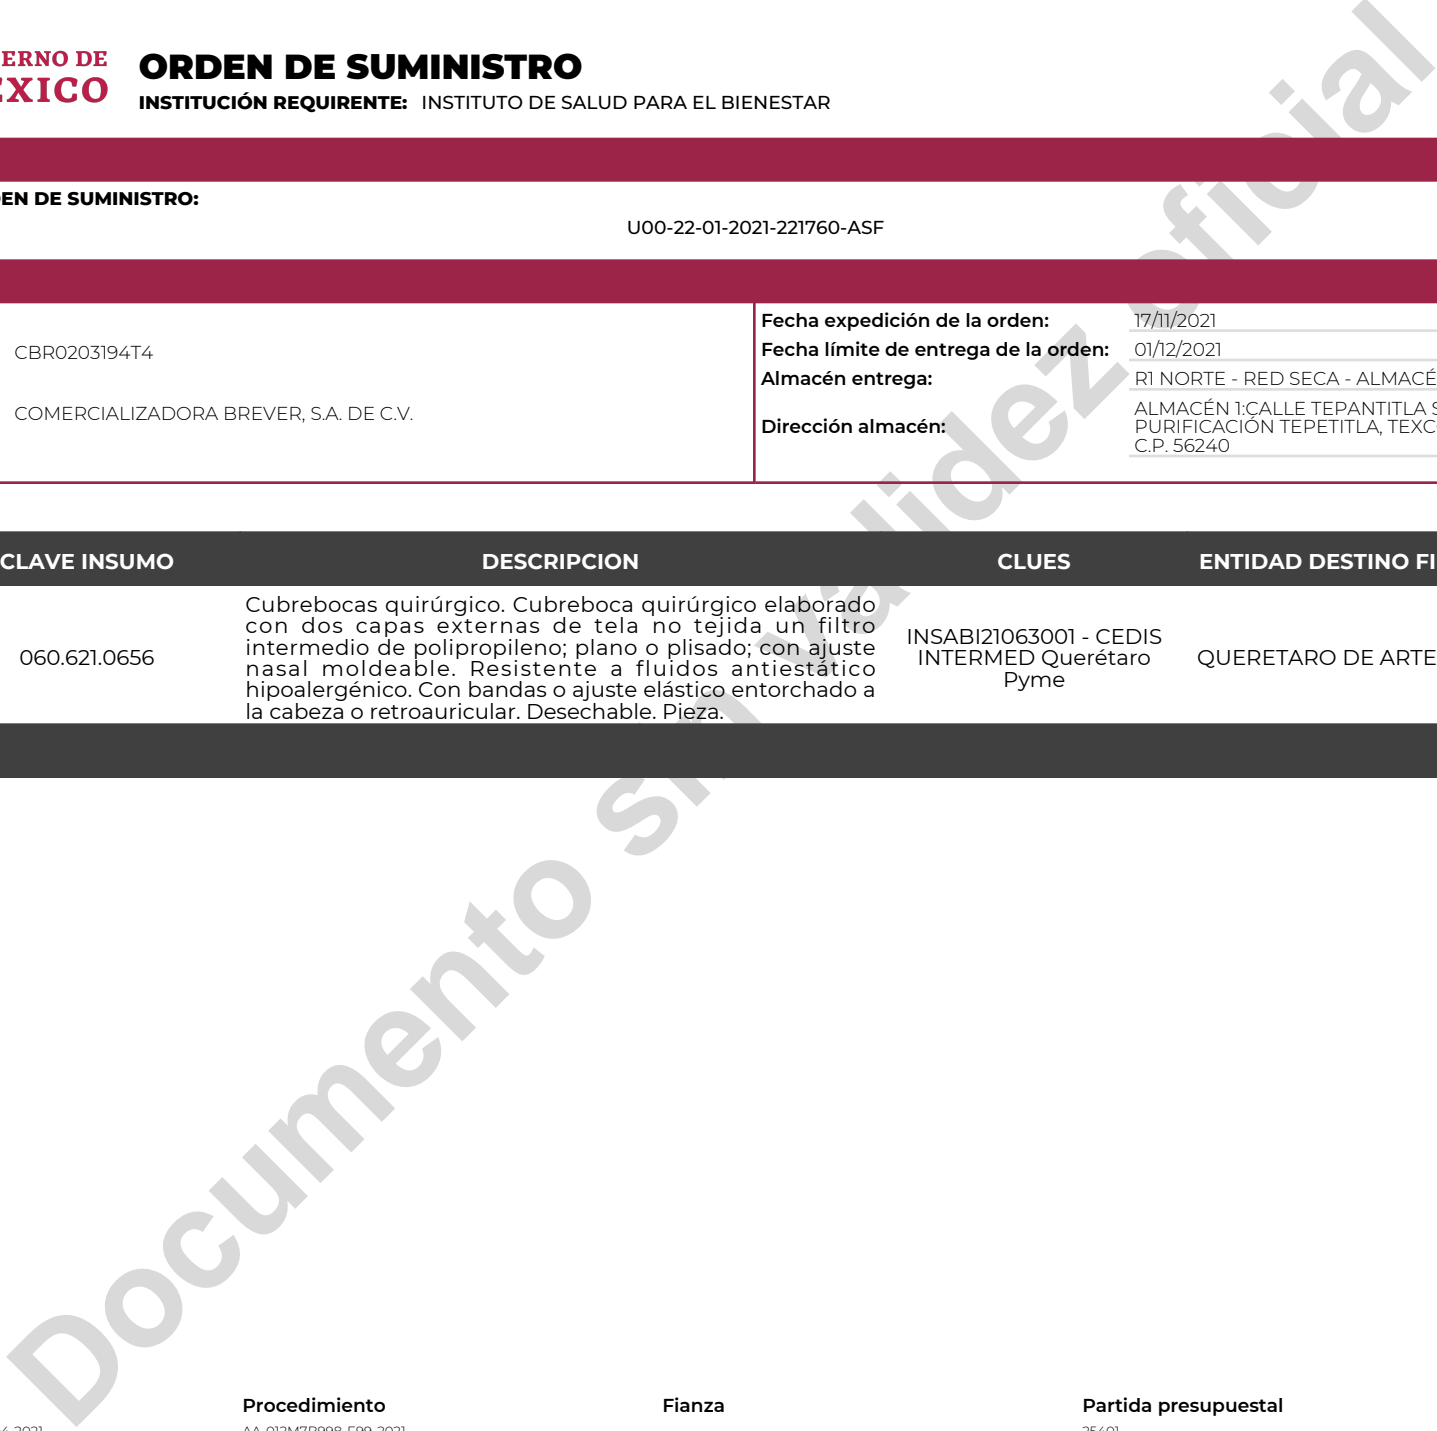 ERNO DE
EXICO
ORDEN DE SUMINISTRO
INSTITUCIÓN REQUIRENTE: INSTITUTO DE SALUD PARA EL BIENESTAR
EN DE SUMINISTRO:
U00-22-01-2021-221760-ASF
CBR0203194T4
COMERCIALIZADORA BREVER, S.A. DE C.V.
Fecha expedición de la orden: 17/11/2021
Fecha límite de entrega de la orden: 01/12/2021
Almacén entrega: R1 NORTE - RED SECA - ALMACÉ
Dirección almacén:
ALMACÉN 1:CALLE TEPANTITLA S
PURIFICACIÓN TEPETITLA, TEXC
C.P. 56240
CLAVE INSUMO DESCRIPCION CLUES ENTIDAD DESTINO FI
060.621.0656
Cubrebocas quirúrgico. Cubreboca quirúrgico elaborado
con dos capas externas de tela no tejida un filtro
intermedio de polipropileno; plano o plisado; con ajuste
nasal moldeable. Resistente a fluidos antiestático
hipoalergénico. Con bandas o ajuste elástico entorchado a
la cabeza o retroauricular. Desechable. Pieza.
INSABI21063001 - CEDIS
INTERMED Querétaro
Pyme
QUERETARO DE ARTE
Documento sin validez oficial
Procedimiento Fianza Partida presupuestal